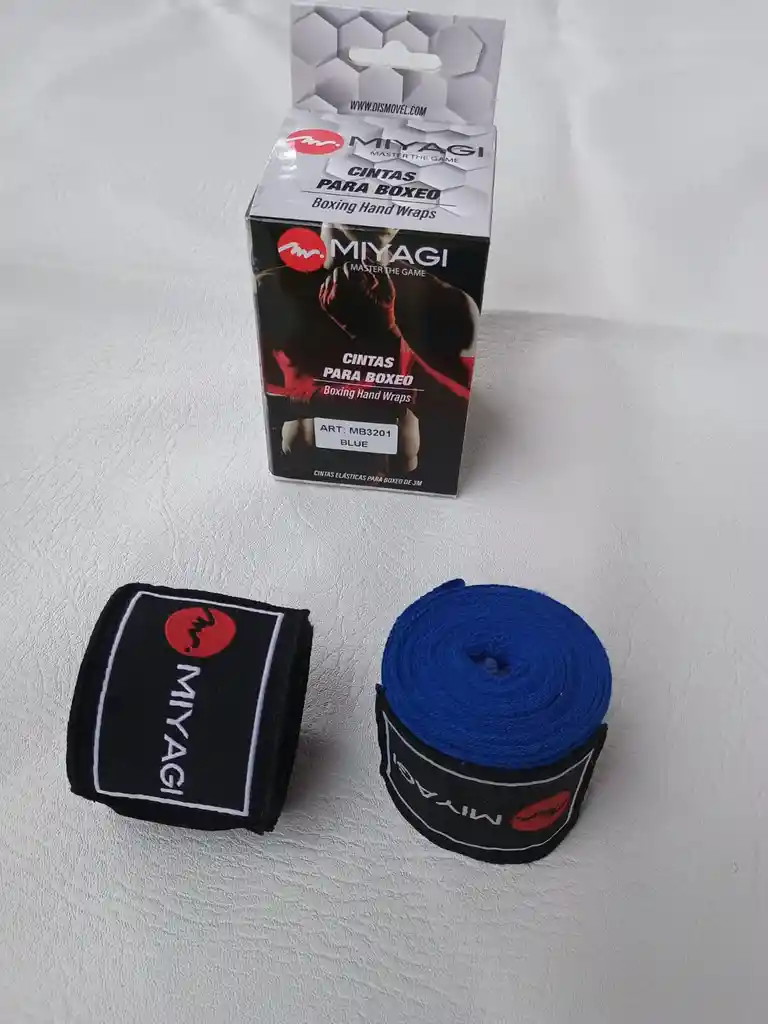 WWW.DISMOVEL.COM
m. MIYAGI
MASTER THE GAME
CINTAS
PARA BOXEO
Boxing Hand Wraps
m. MIYAGI
MASTER THE GAME
CINTAS
PARA BOXEO
Boxing Hand Wraps
ART: MB3201
BLUE
CINTAS ELÁSTICAS PARA BOXEO DE 3M
m. MIYAGI
m. MIYAGI